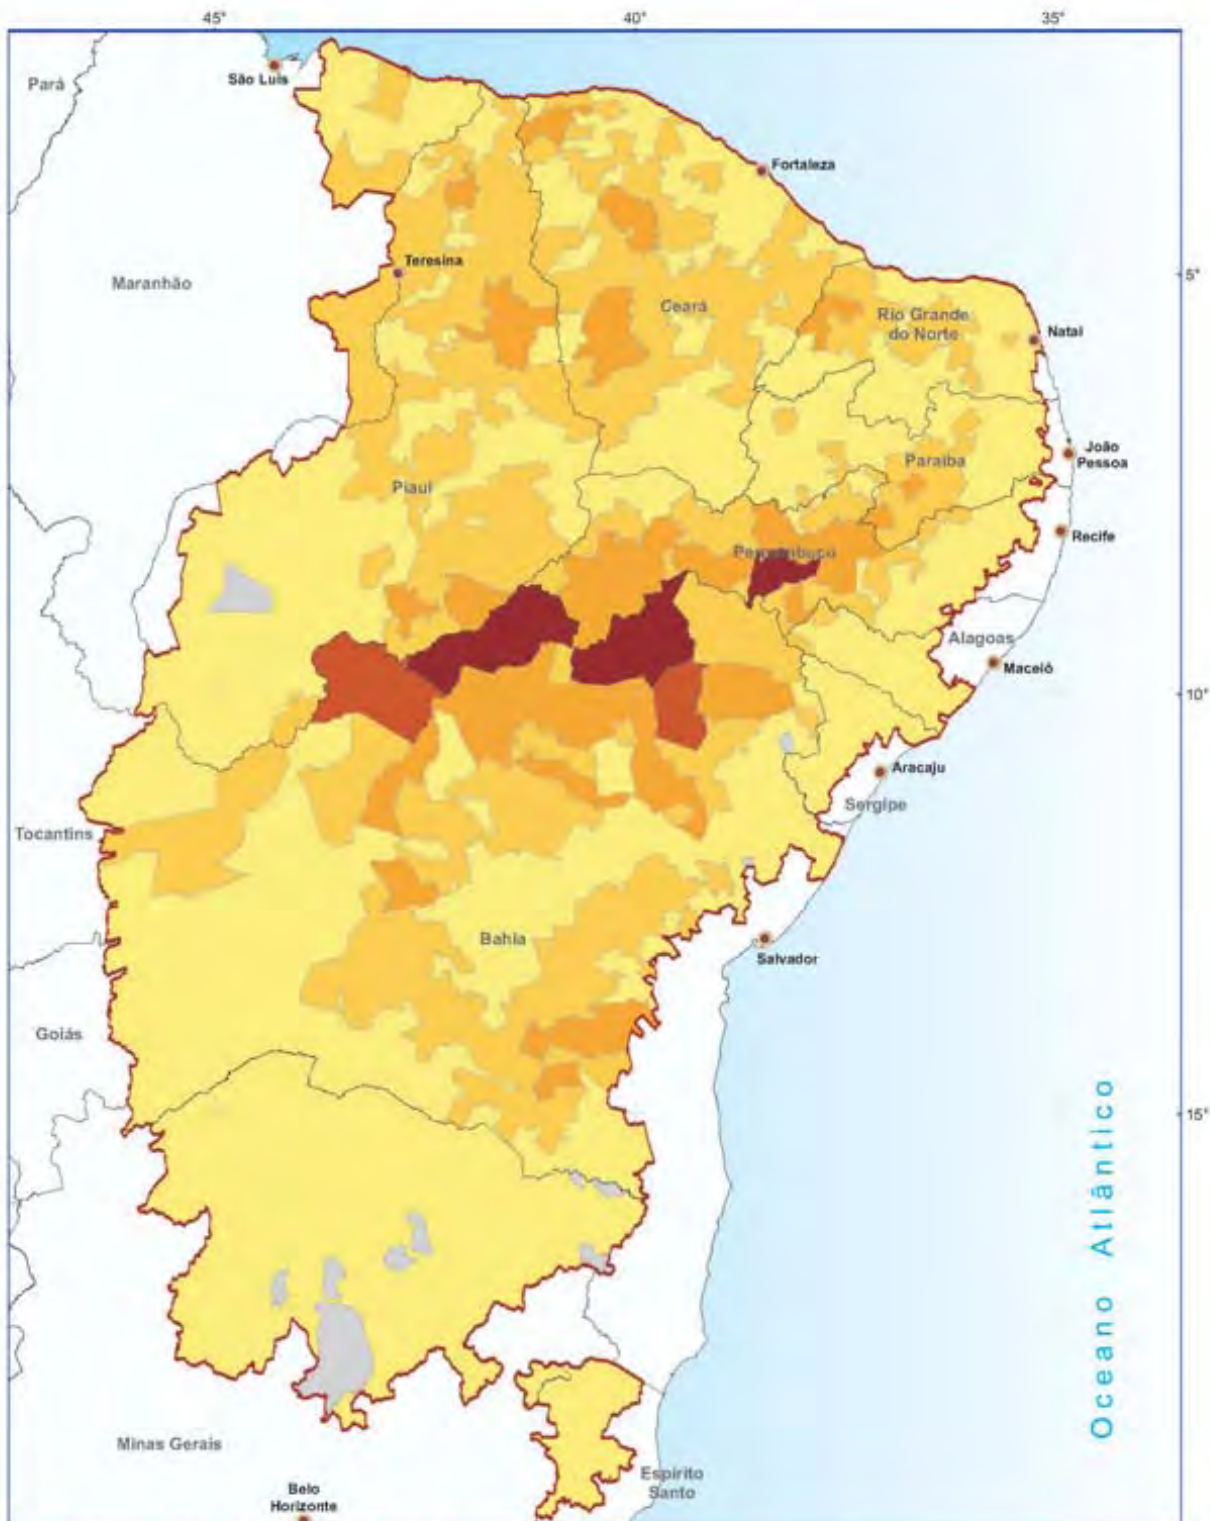 45°
40°
35°
São Luís
Pará
Fortaleza
Teresina
5°
Maranhão
Ceará
Rio Grande
do Norte
Natal
João
Pessoa
Paraíba
Piauí
Recife
Pernambuco
Alagoas
Maceió
10°
Aracaju
Sergipe
Tocantins
Bahia
Salvador
Goiás
15°
Oceano Atlântico
Minas Gerais
Espírito
Santo
Belo
Horizonte